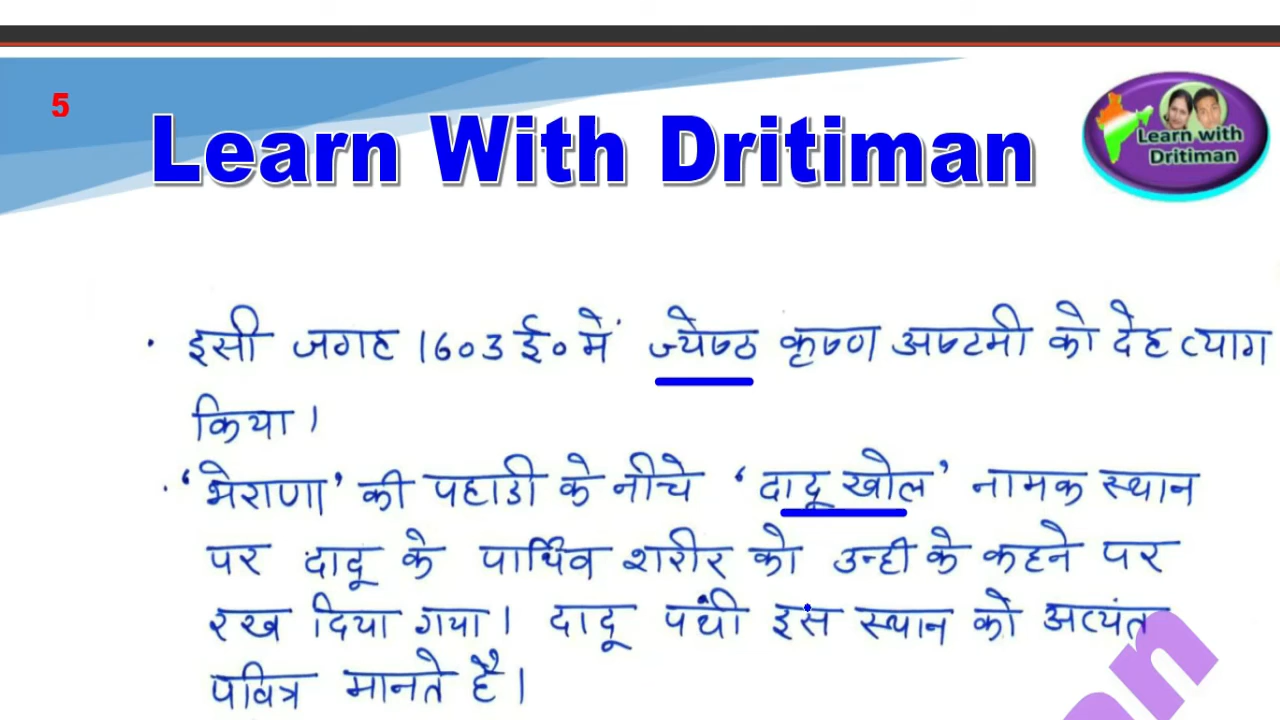 5
Learn With Dritiman
Learn with
Dritiman
• इसी जगह 1603 ई० में ज्येष्ठ कृष्ण अष्टमी को देह त्याग
किया।
• 'भेराणा' की पहाडी के नीचे 'दादू खोल' नामक स्थान
पर दादू के पार्थिव शरीर को उन्ही के कहने पर
रख दिया गया। दादू पंथी इस स्थान को अत्यंत
पवित्र मानते है।
an